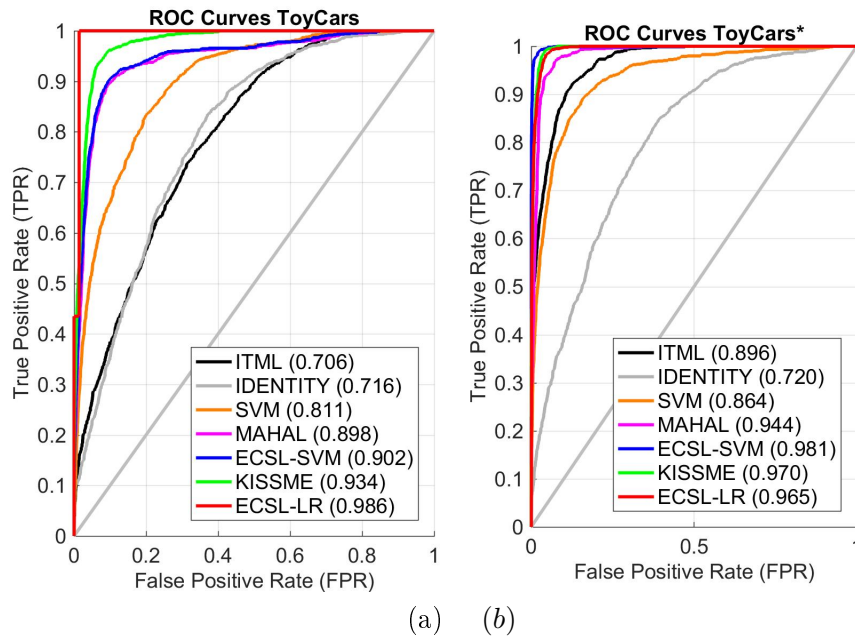 ROC Curves ToyCars
1
0.9
0.8
0.7
0.6
0.5
0.4
0.3
0.2
0.1
0
True Positive Rate (TPR)
ITML (0.706)
IDENTITY (0.716)
SVM (0.811)
MAHAL (0.898)
ECSL-SVM (0.902)
KISSME (0.934)
ECSL-LR (0.986)
0 0.2 0.4 0.6 0.8 1
False Positive Rate (FPR)
(a)
ROC Curves ToyCars*
1
0.9
0.8
0.7
0.6
0.5
0.4
0.3
0.2
0.1
0
True Positive Rate (TPR)
ITML (0.896)
IDENTITY (0.720)
SVM (0.864)
MAHAL (0.944)
ECSL-SVM (0.981)
KISSME (0.970)
ECSL-LR (0.965)
0 0.5 1
False Positive Rate (FPR)
(b)